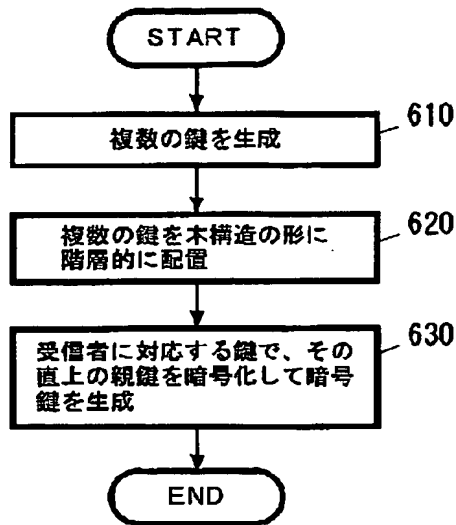 START
複数の鍵を生成
610
複数の鍵を木構造の形に
階層的に配置
620
受信者に対応する鍵で、その
直上の親鍵を暗号化して暗号
鍵を生成
630
END